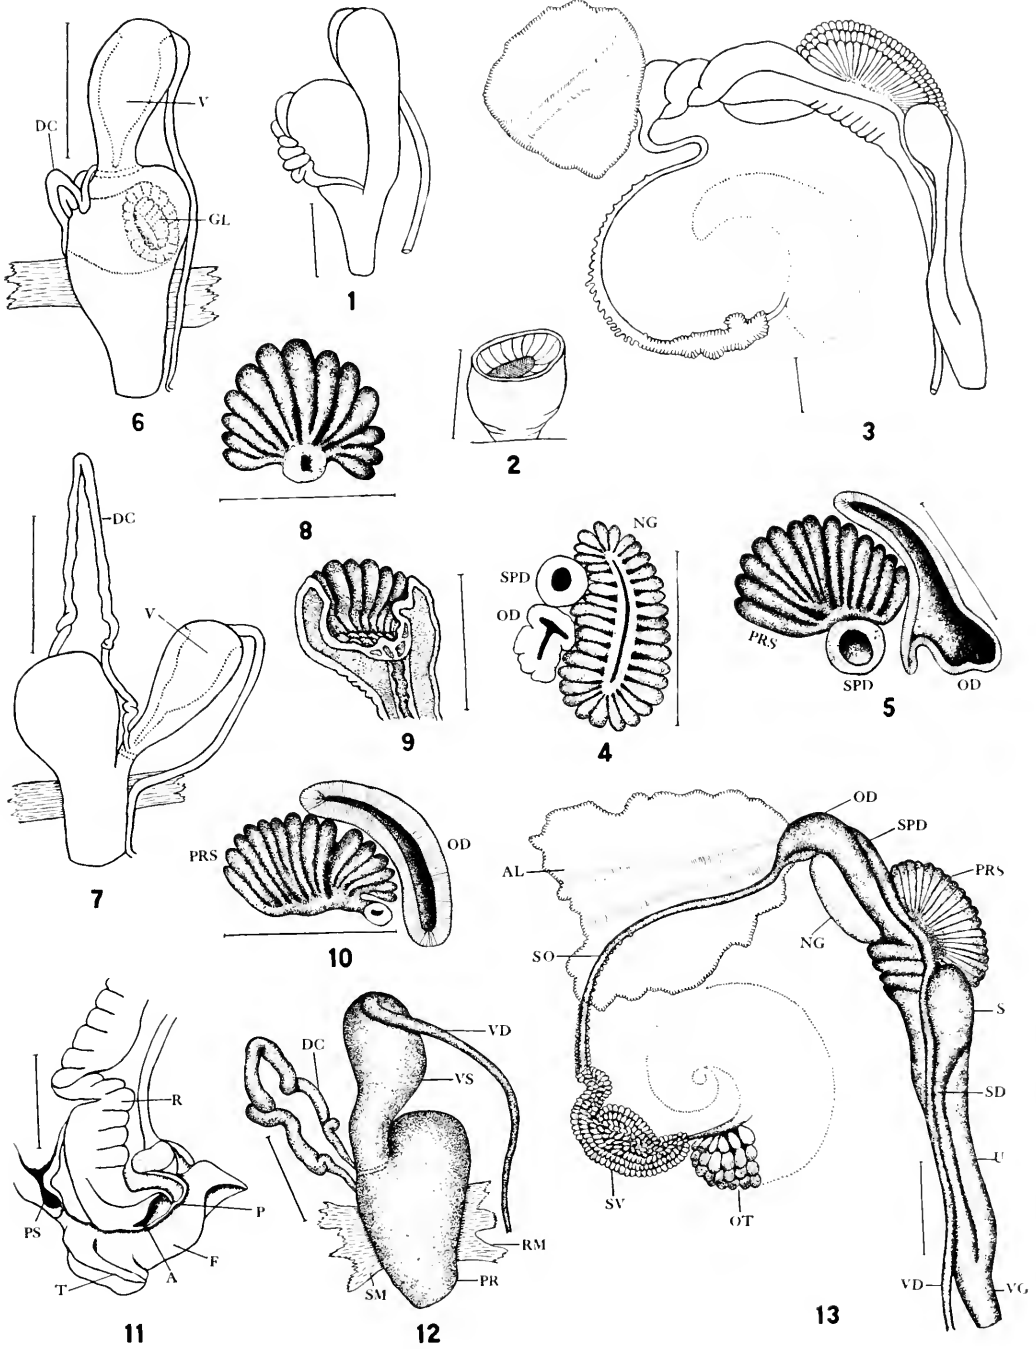 V
DC
GL
6
1
3
2
8
DC
V
7
9
NG
SPD
OD
4
PRS
SPD
OD
5
PRS
OD
10
OD
SPD
PRS
AL
NG
SO
S
SD
U
SV
OT
VD
VG
13
R
P
PS
F
A
T
11
DC
VD
VS
RM
SM
PR
12